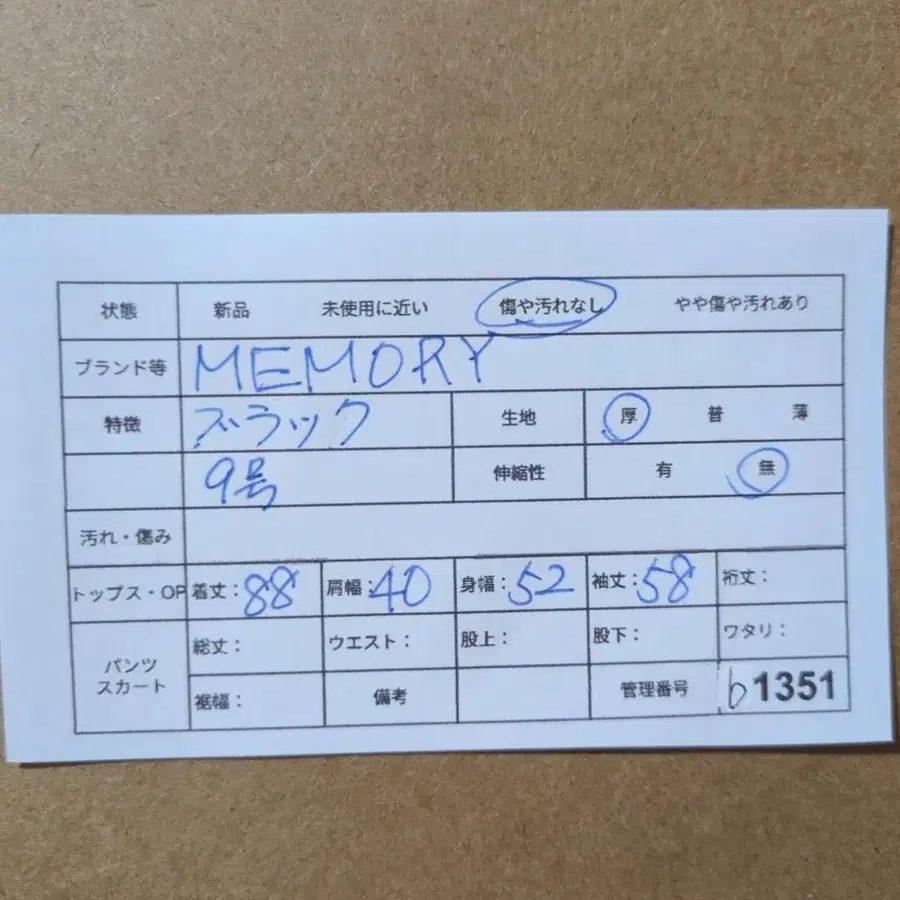 状態 新品 未使用に近い 傷や汚れなし やや傷や汚れあり
ブランド等 MEMORY
特徴 ブラック 生地 厚 普 薄
9号 伸縮性 有 無
汚れ・傷み
トップス・OP 着丈:88 肩幅:40 身幅:52 袖丈:58 裄丈:
パンツ スカート 総丈: ウエスト: 股上: 股下: ワタリ:
裾幅: 備考 管理番号 b1351